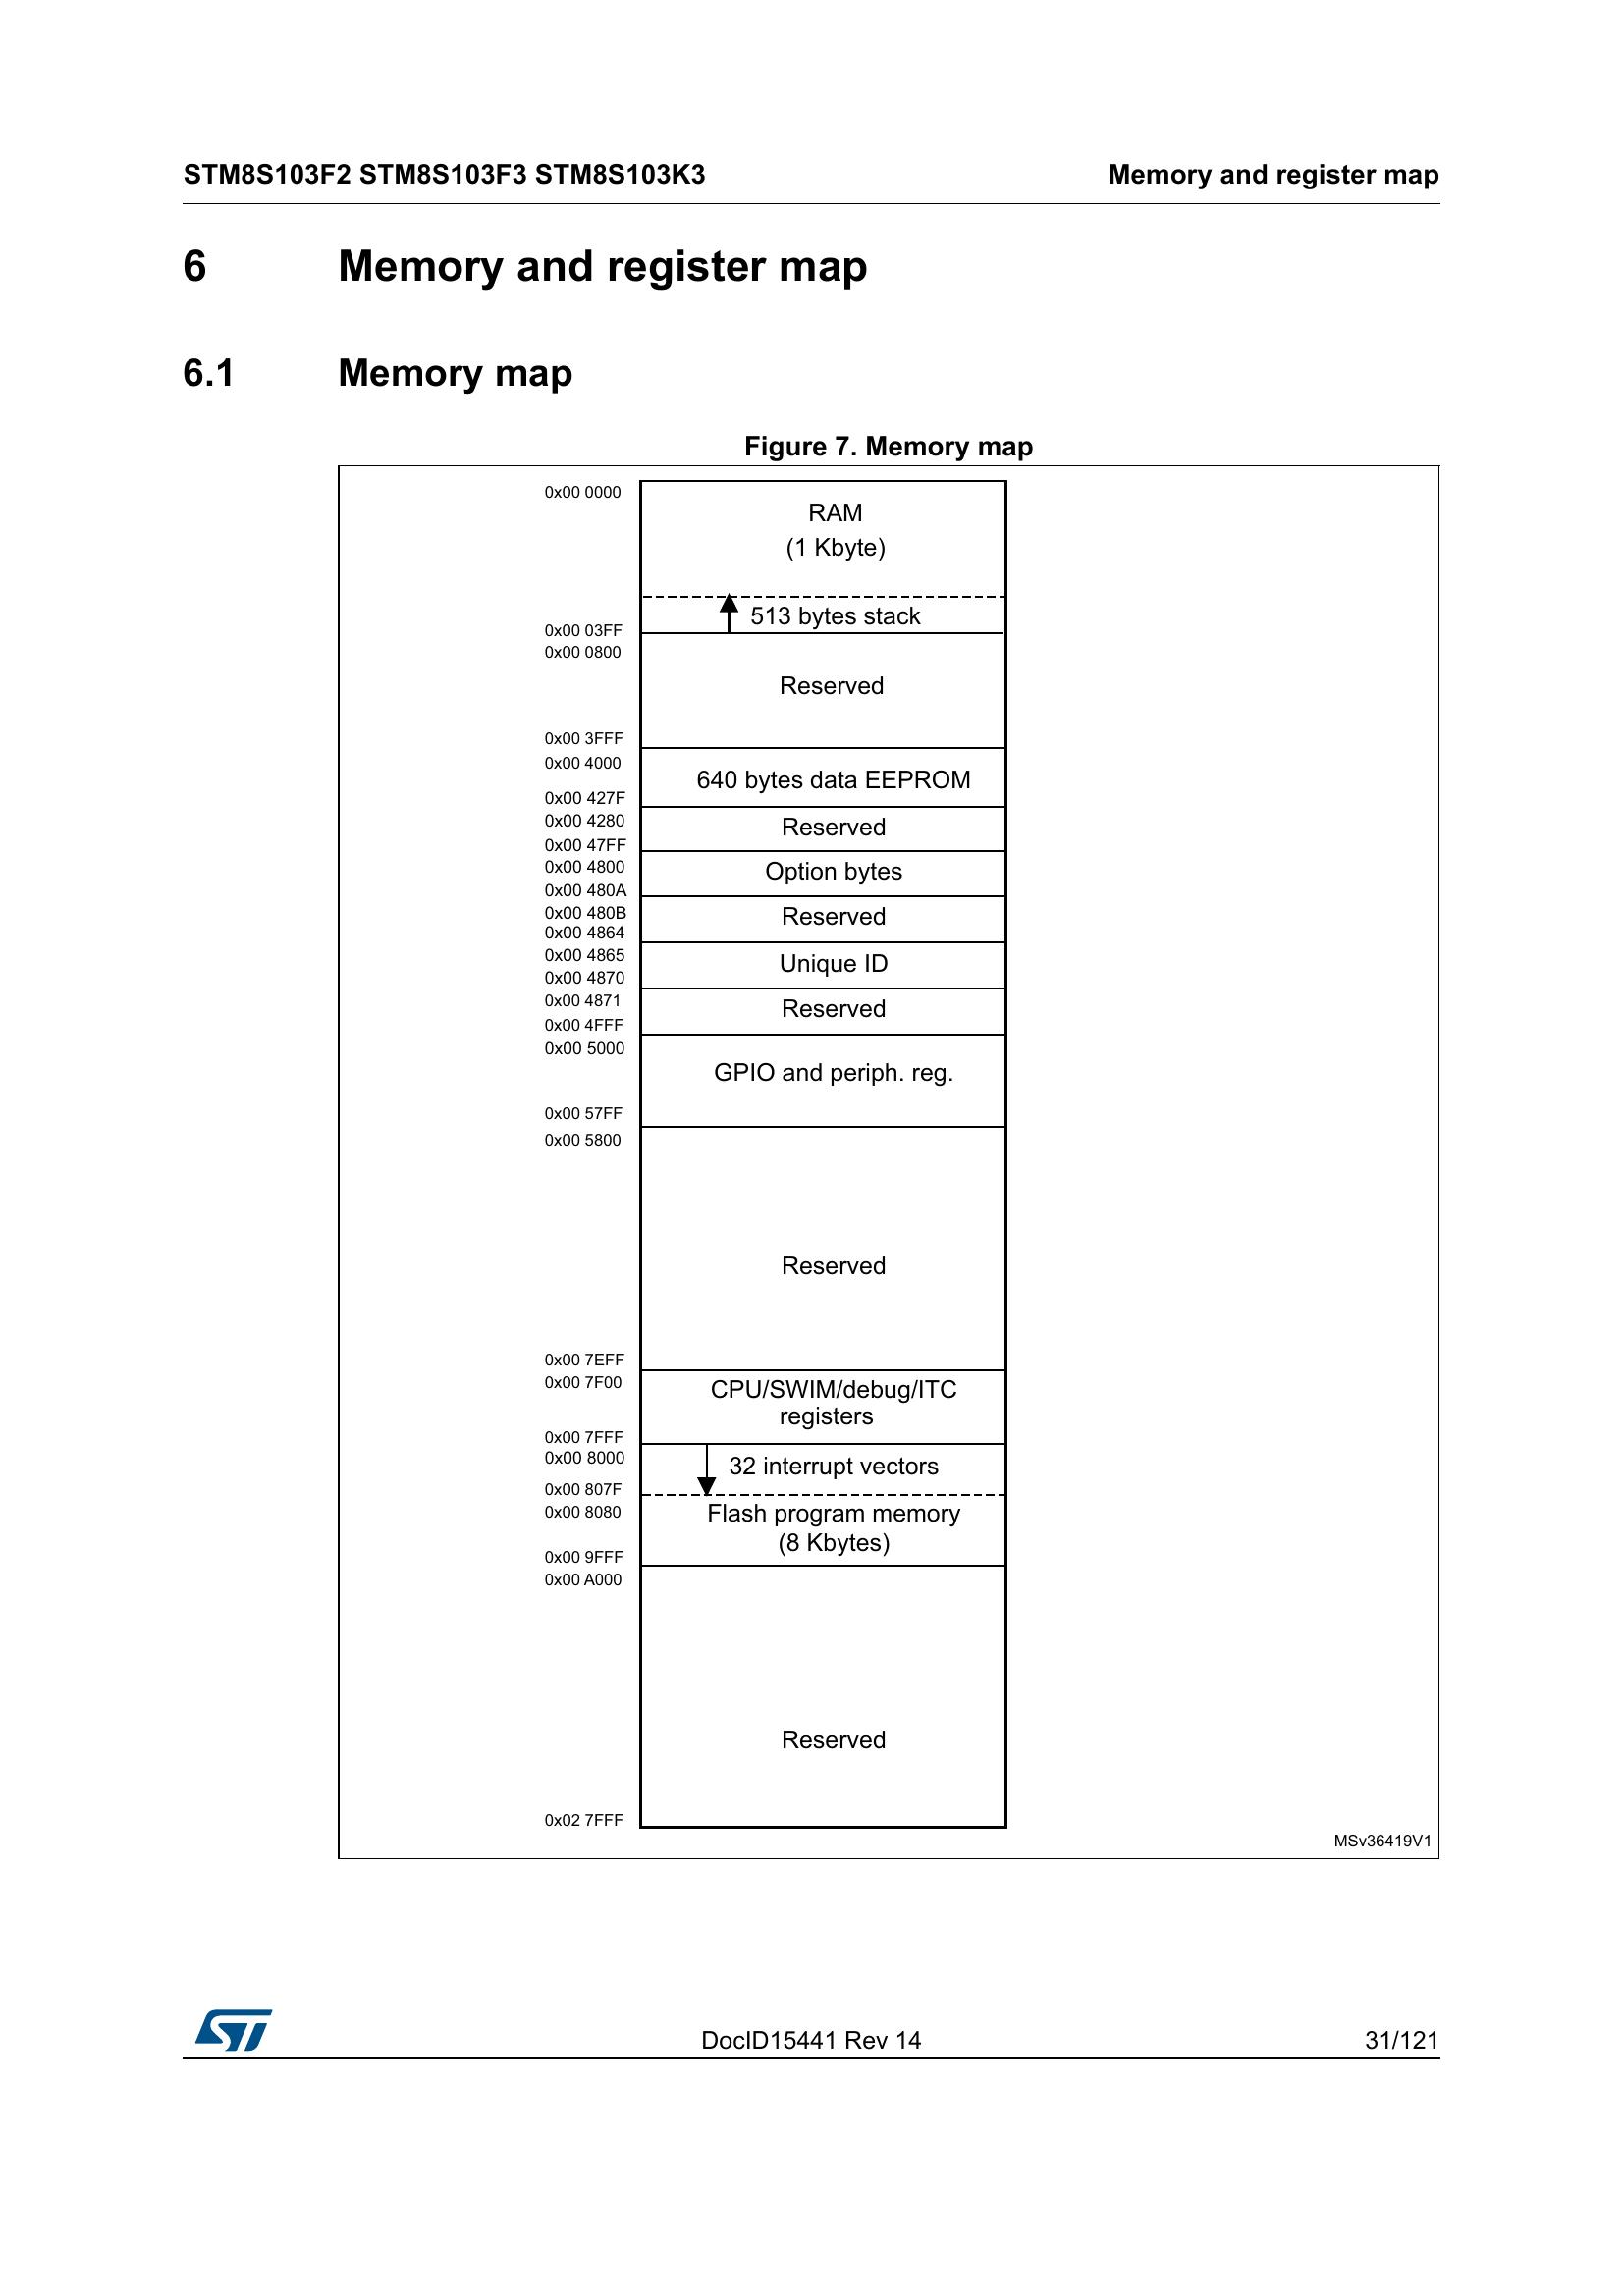 STM8S103F2 STM8S103F3 STM8S103K3 Memory and register map
6 Memory and register map
6.1 Memory map
Figure 7. Memory map
0x00 0000
RAM
(1 Kbyte)
513 bytes stack
0x00 03FF
0x00 0800
Reserved
0x00 3FFF
0x00 4000
640 bytes data EEPROM
0x00 427F
0x00 4280
Reserved
0x00 47FF
0x00 4800
Option bytes
0x00 480A
0x00 480B
Reserved
0x00 4864
0x00 4865
Unique ID
0x00 4870
0x00 4871
Reserved
0x00 4FFF
0x00 5000
GPIO and periph. reg.
0x00 57FF
0x00 5800
Reserved
0x00 7EFF
0x00 7F00
CPU/SWIM/debug/ITC
registers
0x00 7FFF
0x00 8000
32 interrupt vectors
0x00 807F
0x00 8080
Flash program memory
(8 Kbytes)
0x00 9FFF
0x00 A000
Reserved
0x02 7FFF
MSv36419V1
ST
DocID15441 Rev 14 31/121